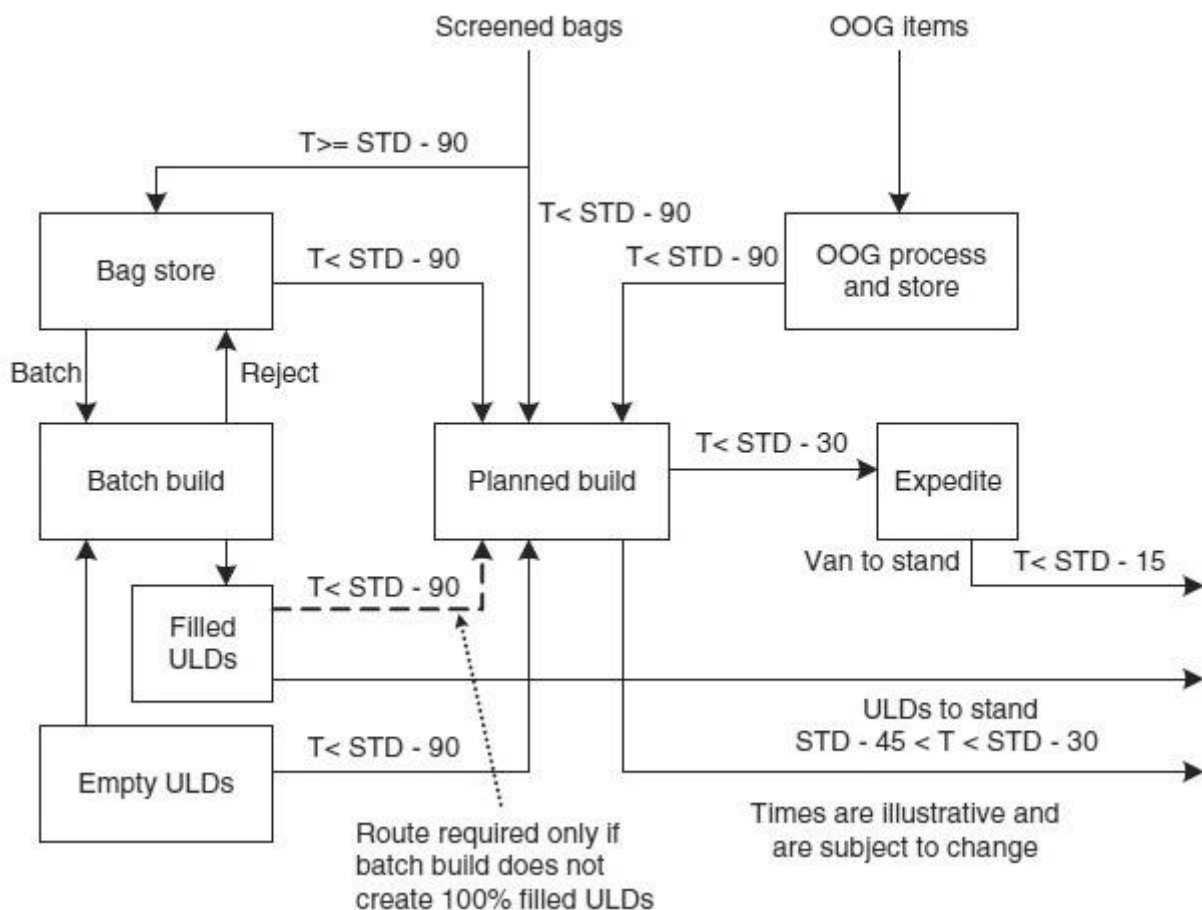 Screened bags
OOG items
T>= STD - 90
T< STD - 90
Bag store
T< STD - 90
T< STD - 90
OOG process
and store
Batch
Reject
Batch build
Planned build
T< STD - 30
Expedite
Van to stand
T< STD - 15
Filled
ULDs
T< STD - 90
ULDs to stand
STD - 45 < T < STD - 30
Empty ULDs
T< STD - 90
Route required only if
batch build does not
create 100% filled ULDs
Times are illustrative and
are subject to change